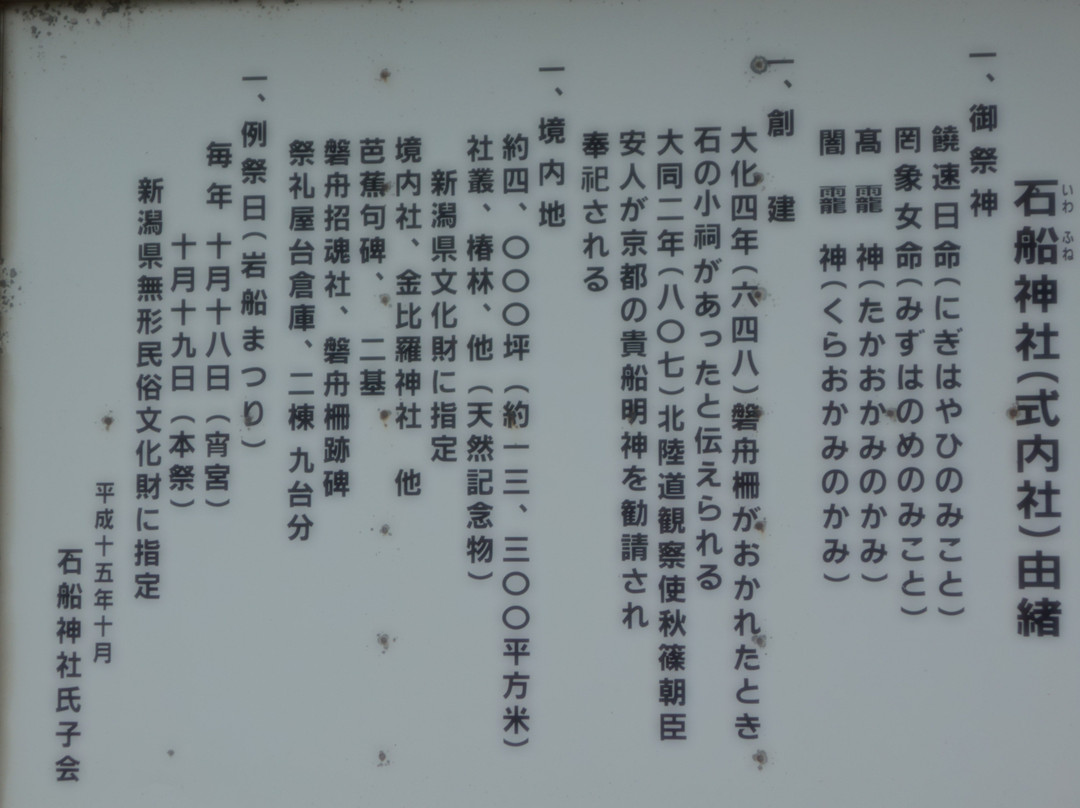 石船神社（式内社）由緒
いわふね
一、御祭神
饒速日命（にぎはやひのみこと）
罔象女命（みずはのめのみこと）
髙龗神（たかおかみのかみ）
闇龗神（くらおかみのかみ）
一、創建
大化四年（六四八）磐舟柵がおかれたとき
石の小祠があったと伝えられる
大同二年（八〇七）北陸道観察使秋篠朝臣
安人が京都の貴船明神を勧請され
奉祀される
一、境内地
約四、〇〇〇坪（約一三、三〇〇平方米）
社叢、椿林、他（天然記念物）
新潟県文化財に指定
境内社、金比羅神社　他
芭蕉句碑、二基
磐舟招魂社、磐舟柵跡碑
祭礼屋台倉庫、二棟 九台分
一、例祭日（岩船まつり）
毎年 十月十八日（宵宮）
十月十九日（本祭）
新潟県無形民俗文化財に指定
平成十五年十月
石船神社氏子会